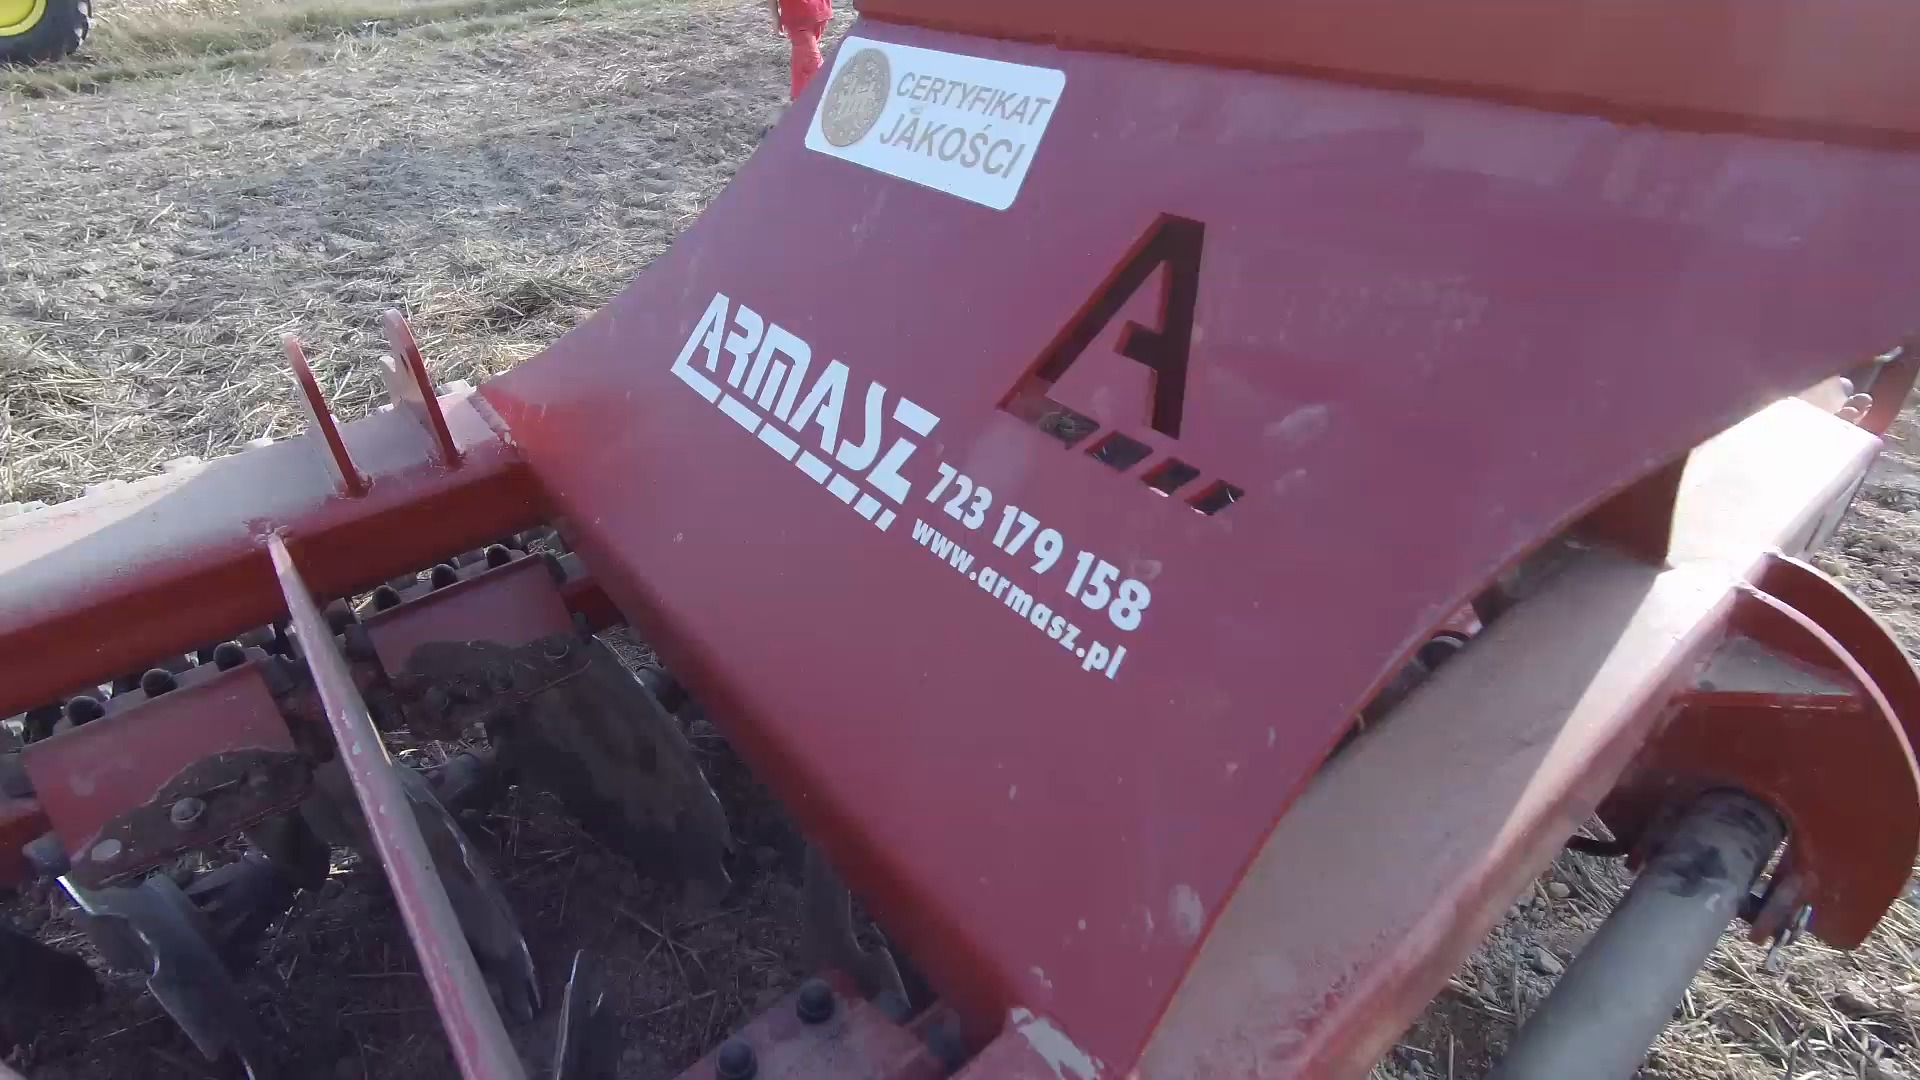 CERTYFIKAT
JAKOŚCI
A
ARMASZ
723 179 158
www.armasz.pl